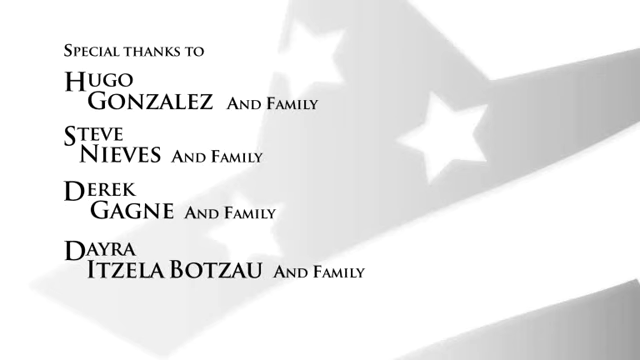 Special thanks to
Hugo
Gonzalez And Family
Steve
Nieves And Family
Derek
Gagne And Family
Dayra
Itzela Botzau And Family